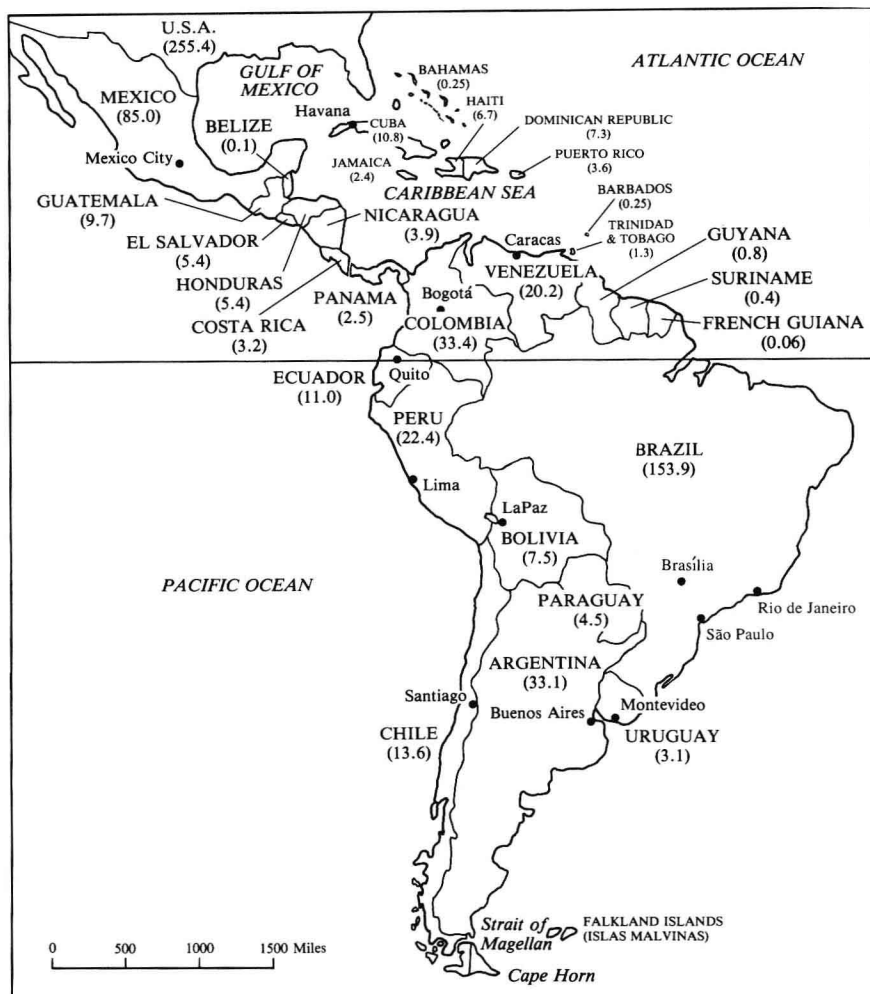 U.S.A.
(255.4)
ATLANTIC OCEAN
GULF OF
MEXICO
BAHAMAS
(0.25)
MEXICO
(85.0)
Havana
HAITI
(6.7)
BELIZE
(0.1)
CUBA
(10.8)
DOMINICAN REPUBLIC
(7.3)
Mexico City
JAMAICA
(2.4)
PUERTO RICO
(3.6)
CARIBBEAN SEA
GUATEMALA
(9.7)
NICARAGUA
(3.9)
BARBADOS
(0.25)
EL SALVADOR
(5.4)
Caracas
TRINIDAD
& TOBAGO
(1.3)
GUYANA
(0.8)
HONDURAS
(5.4)
VENEZUELA
(20.2)
SURINAME
(0.4)
PANAMA
(2.5)
Bogotá
COSTA RICA
(3.2)
COLOMBIA
(33.4)
FRENCH GUIANA
(0.06)
ECUADOR
(11.0)
Quito
PERU
(22.4)
BRAZIL
(153.9)
Lima
LaPaz
BOLIVIA
(7.5)
Brasília
PACIFIC OCEAN
PARAGUAY
(4.5)
Rio de Janeiro
São Paulo
ARGENTINA
(33.1)
Santiago
Buenos Aires
Montevideo
CHILE
(13.6)
URUGUAY
(3.1)
Strait of
Magellan
FALKLAND ISLANDS
(ISLAS MALVINAS)
0 500 1000 1500 Miles
Cape Horn